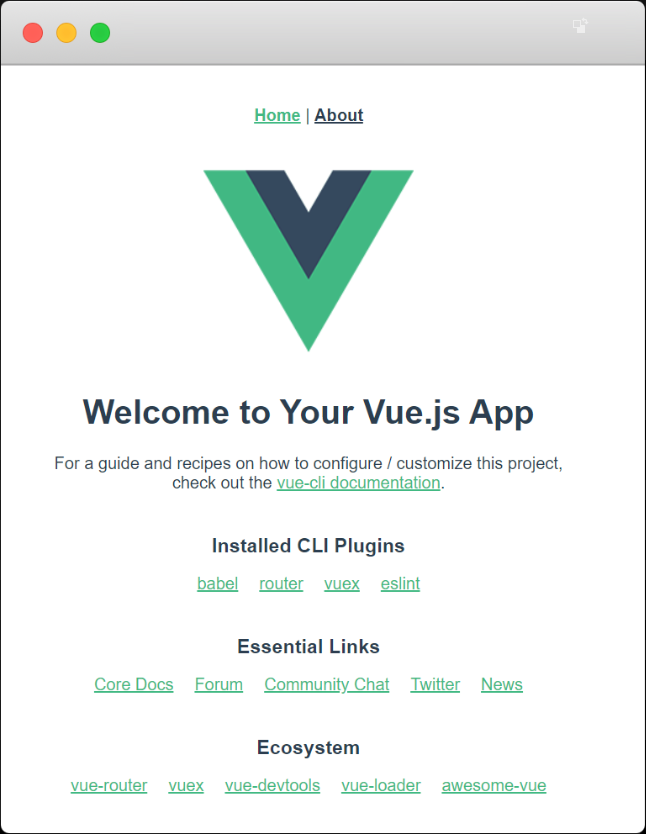 Home | About
Welcome to Your Vue.js App
For a guide and recipes on how to configure / customize this project,
check out the vue-cli documentation.
Installed CLI Plugins
babel router vuex eslint
Essential Links
Core Docs Forum Community Chat Twitter News
Ecosystem
vue-router vuex vue-devtools vue-loader awesome-vue